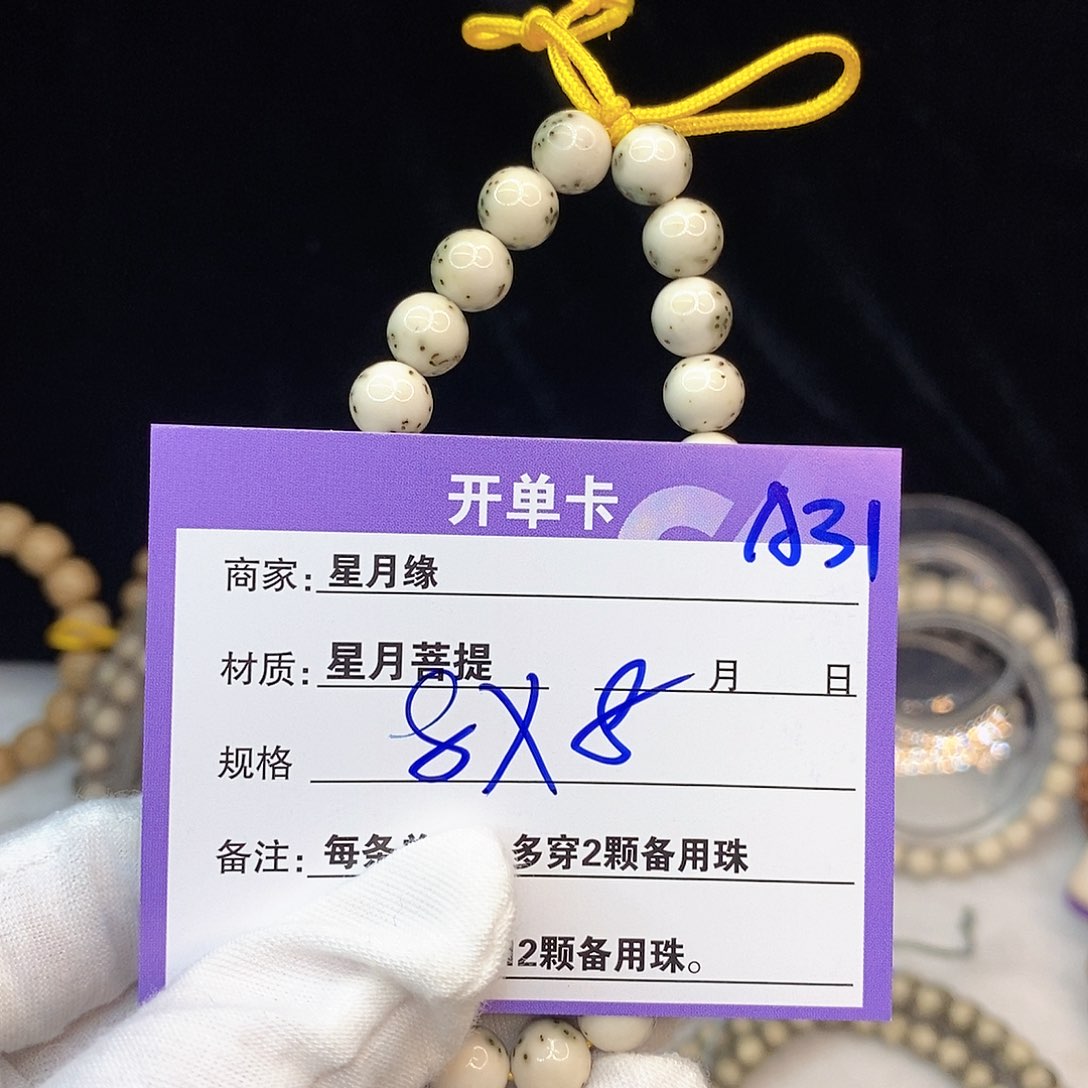 开单卡
A31
商家：星月缘
材质：星月菩提 月 日
规格 8X8
备注：每条 多穿2颗备用珠
12颗备用珠。